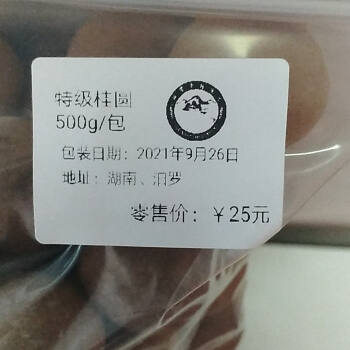 特级桂圆
500g/包
包装日期：2021年9月26日
地址：湖南、汨罗
零售价：￥25元